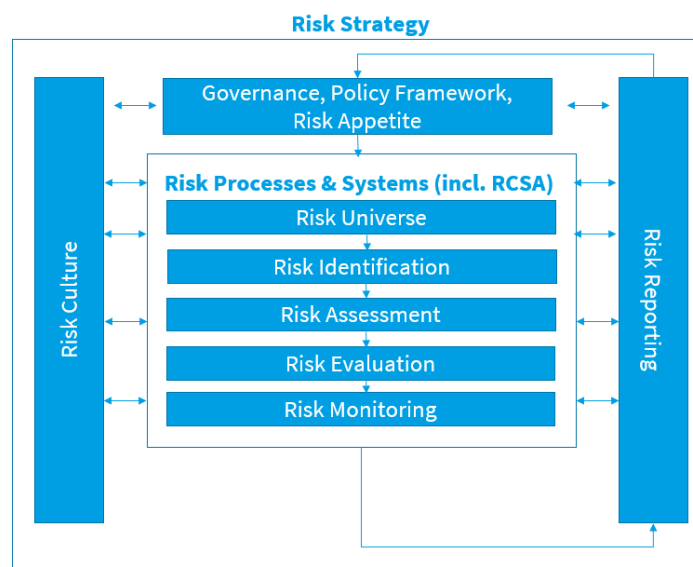 Risk Strategy
Governance, Policy Framework,
Risk Appetite
Risk Culture
Risk Processes & Systems (incl. RCSA)
Risk Universe
Risk Identification
Risk Assessment
Risk Evaluation
Risk Monitoring
Risk Reporting